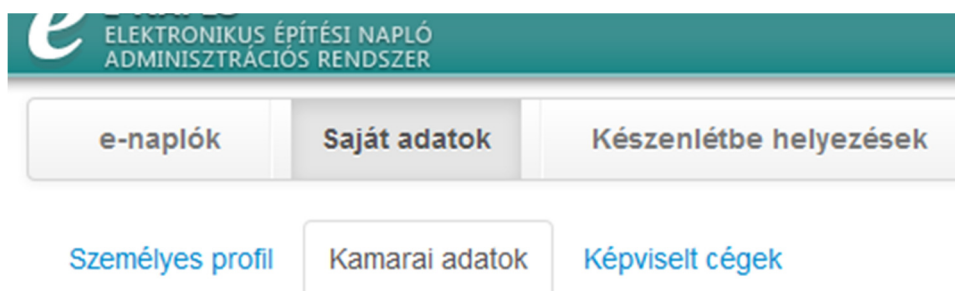 ELEKTRONIKUS ÉPÍTÉSI NAPLÓ
ADMINISZTRÁCIÓS RENDSZER
e-naplók Saját adatok Készenlétbe helyezések
Személyes profil Kamarai adatok Képviselt cégek